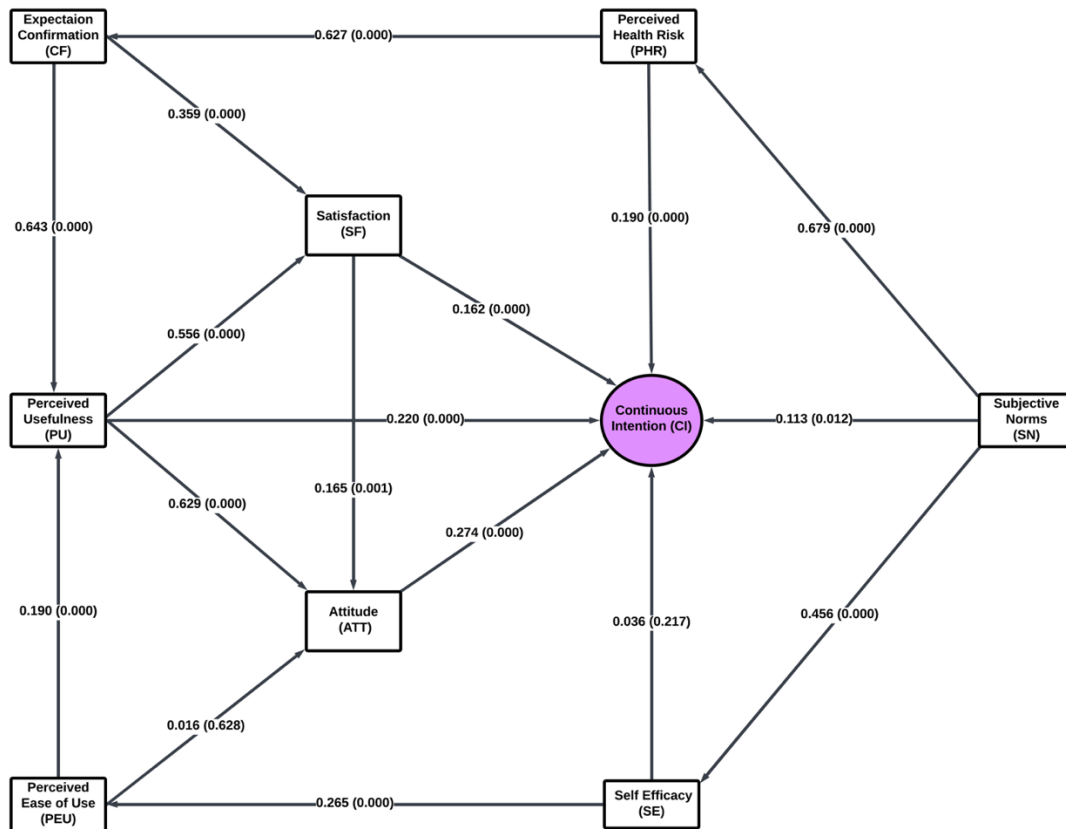 Expectaion
Confirmation
(CF)
0.627 (0.000)
Perceived
Health Risk
(PHR)
0.359 (0.000)
0.643 (0.000)
Satisfaction
(SF)
0.190 (0.000)
0.679 (0.000)
0.556 (0.000)
0.162 (0.000)
Perceived
Usefulness
(PU)
0.220 (0.000)
Continuous
Intention (CI)
0.113 (0.012)
Subjective
Norms
(SN)
0.629 (0.000)
0.165 (0.001)
0.274 (0.000)
0.190 (0.000)
Attitude
(ATT)
0.036 (0.217)
0.456 (0.000)
0.016 (0.628)
Perceived
Ease of Use
(PEU)
0.265 (0.000)
Self Efficacy
(SE)